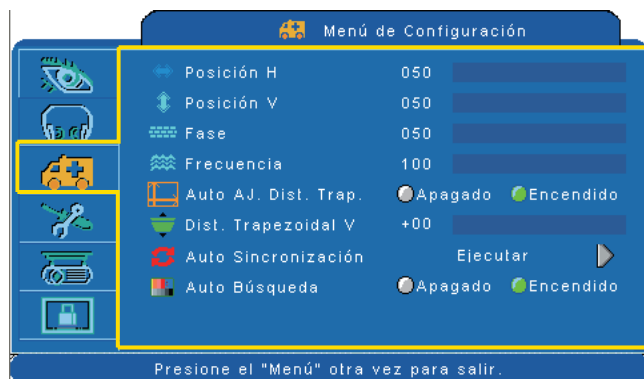 Menú de Configuración
Posición H 050
Posición V 050
Fase 050
Frecuencia 100
Auto AJ. Dist. Trap. Apagado Encendido
Dist. Trapezoidal V +00
Auto Sincronización Ejecutar
Auto Búsqueda Apagado Encendido
Presione el "Menú" otra vez para salir.